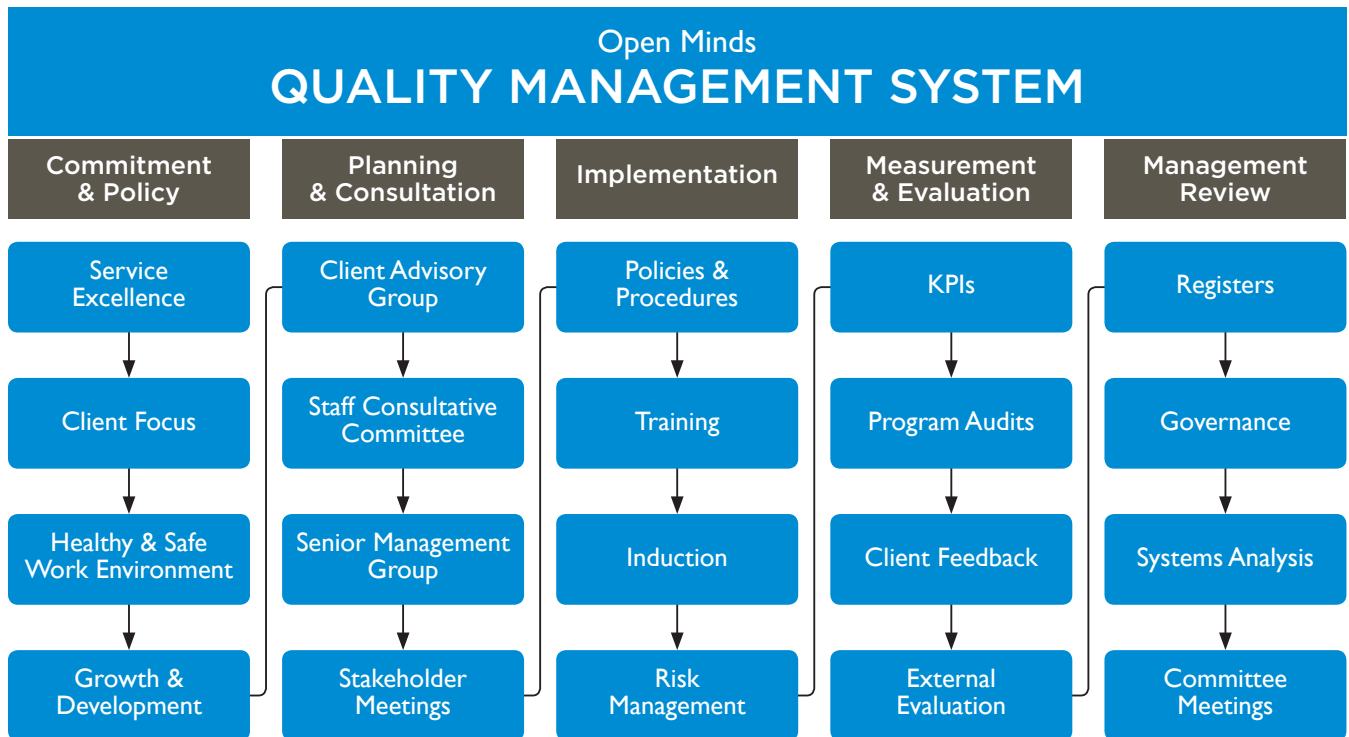 Open Minds
QUALITY MANAGEMENT SYSTEM
Commitment
& Policy
Service
Excellence
Client Focus
Healthy & Safe
Work Environment
Growth &
Development
Planning
& Consultation
Client Advisory
Group
Staff Consultative
Committee
Senior Management
Group
Stakeholder
Meetings
Implementation
Policies &
Procedures
Training
Induction
Risk
Management
Measurement
& Evaluation
KPIs
Program Audits
Client Feedback
External
Evaluation
Management
Review
Registers
Governance
Systems Analysis
Committee
Meetings